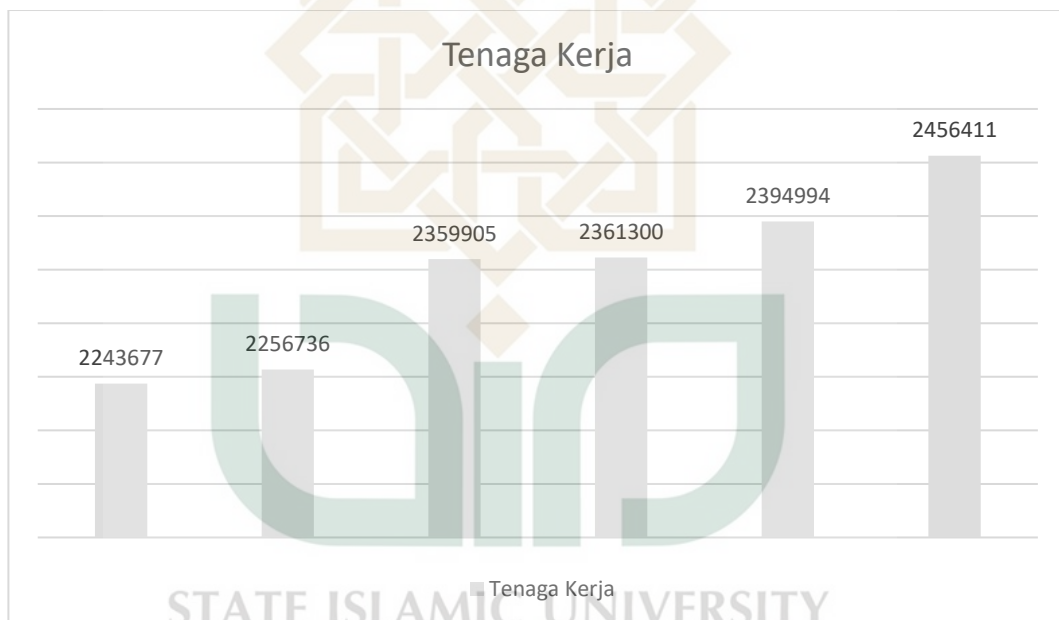 Tenaga Kerja
2456411
2394994
2359905
2361300
2243677
2256736
Tenaga Kerja
STATE ISLAMIC UNIVERSITY